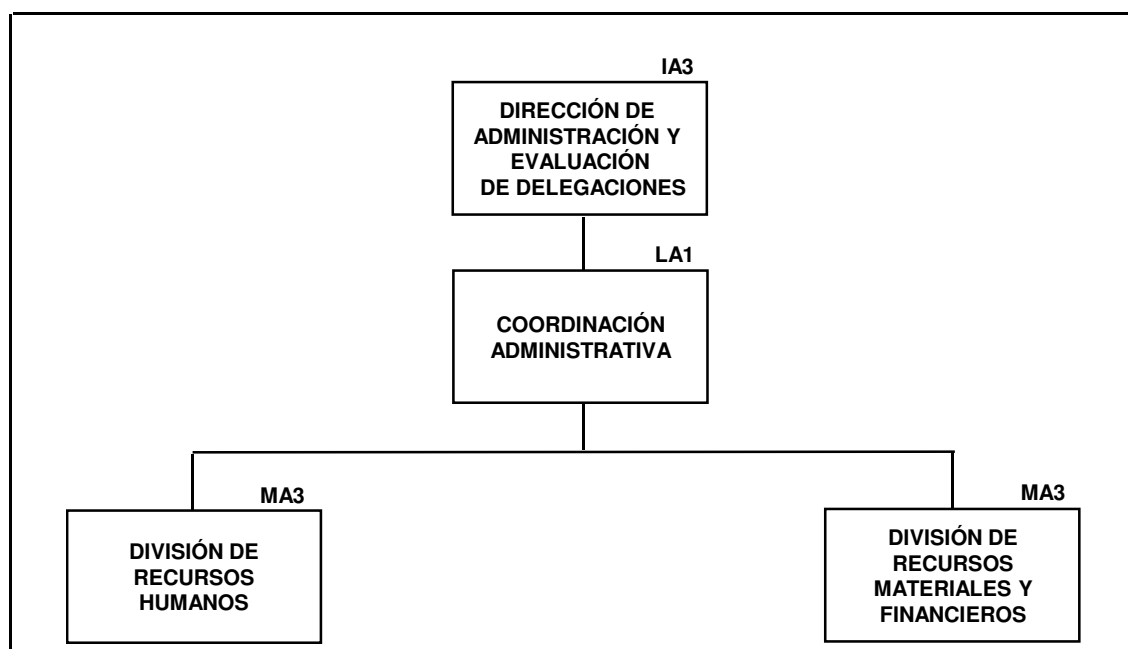 IA3
DIRECCIÓN DE
ADMINISTRACIÓN Y
EVALUACIÓN
DE DELEGACIONES
LA1
COORDINACIÓN
ADMINISTRATIVA
MA3
DIVISIÓN DE
RECURSOS
HUMANOS
MA3
DIVISIÓN DE
RECURSOS
MATERIALES Y
FINANCIEROS